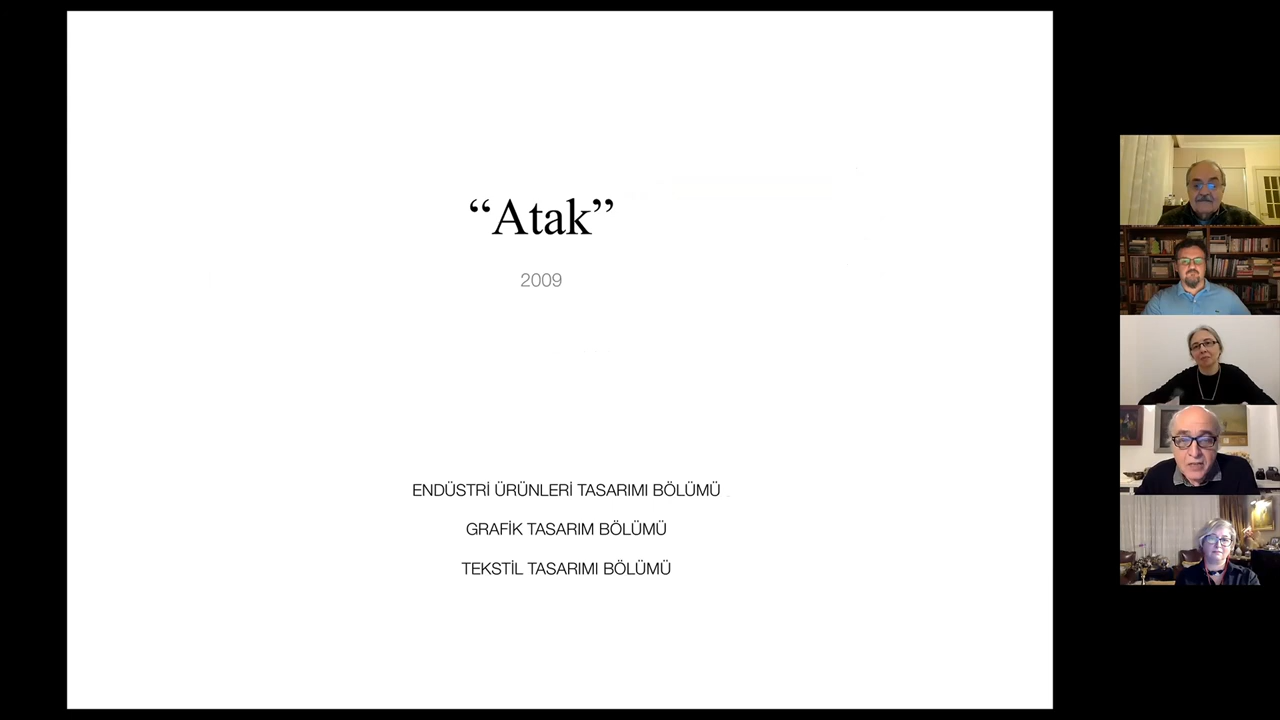 “Atak”
2009
ENDÜSTRİ ÜRÜNLERİ TASARIMI BÖLÜMÜ
GRAFİK TASARIM BÖLÜMÜ
TEKSTİL TASARIMI BÖLÜMÜ